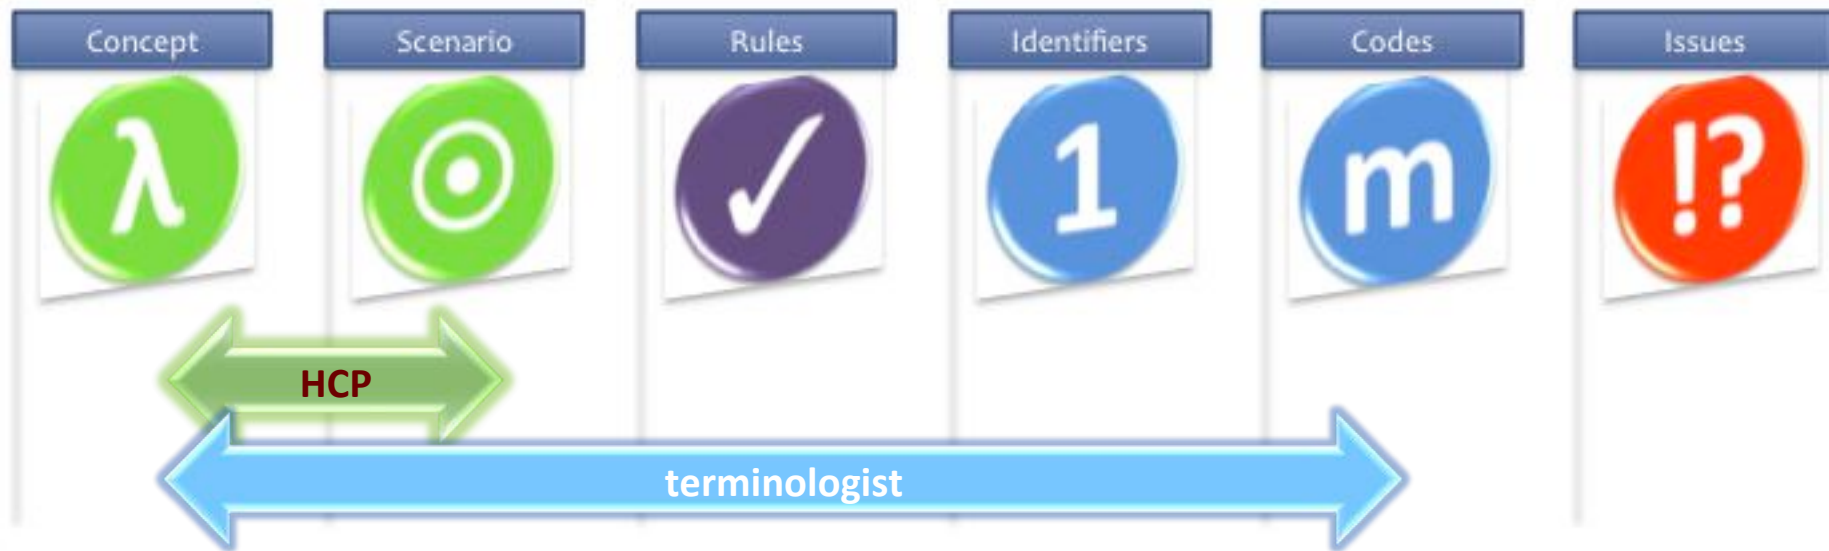 Concept Scenario Rules Identifiers Codes Issues
λ ✓ 1 m !?
HCP
terminologist